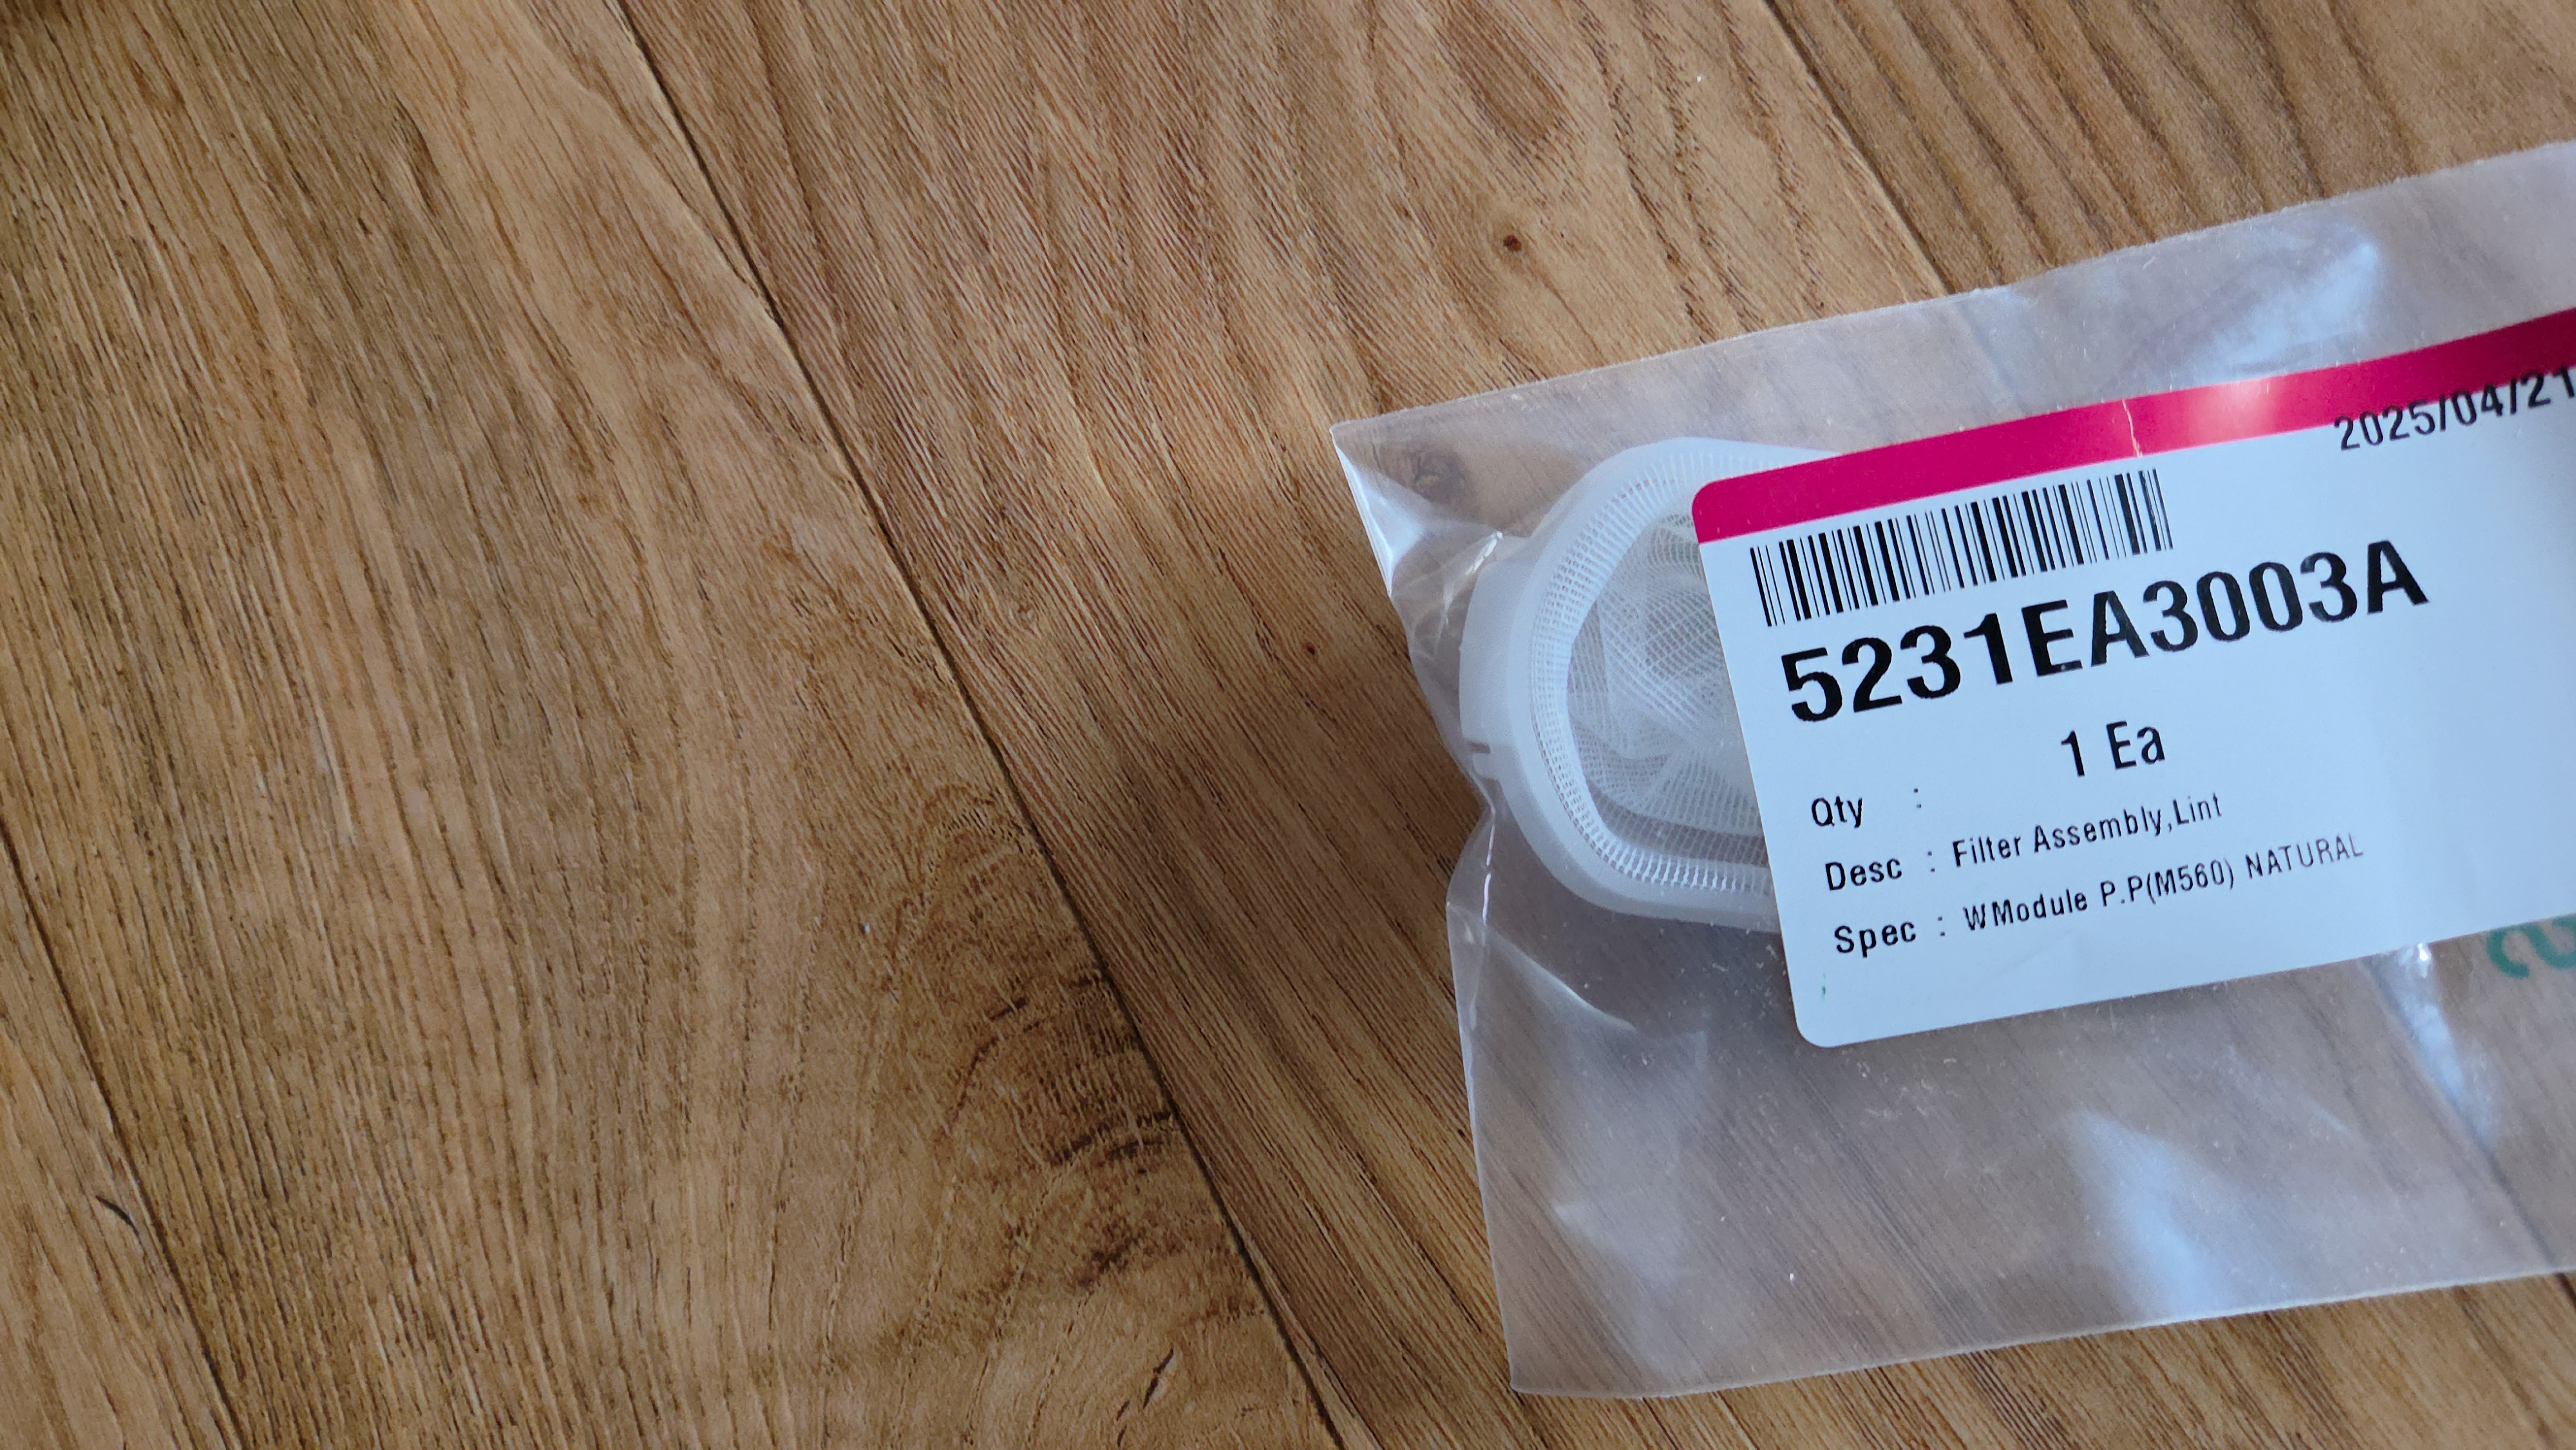 2025/04/21
5231EA3003A
Qty : 1 Ea
Desc : Filter Assembly,Lint
Spec : WModule P.P(M560) NATURAL